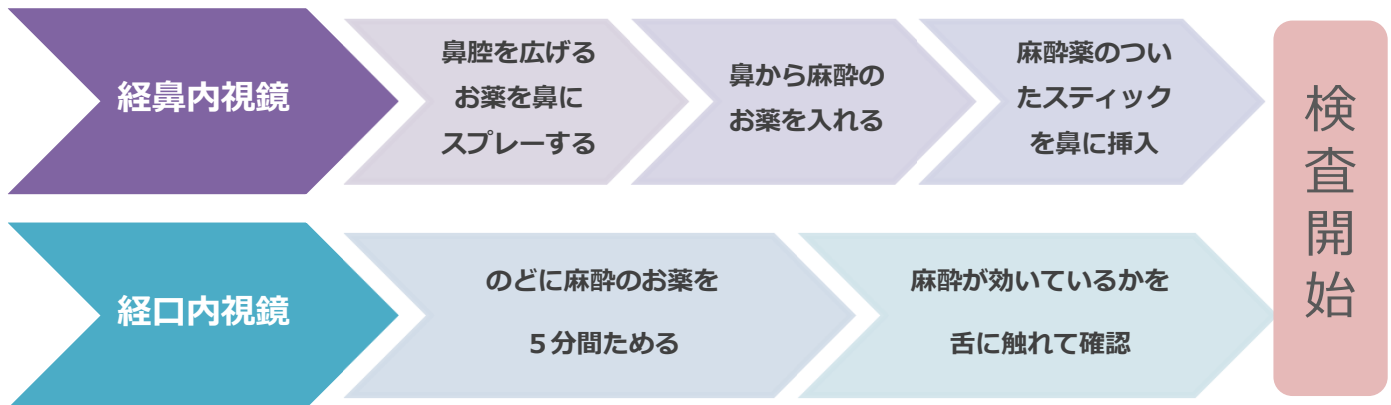 経鼻内視鏡
鼻腔を広げる
お薬を鼻に
スプレーする
鼻から麻酔の
お薬を入れる
麻酔薬のつい
たスティック
を鼻に挿入
経口内視鏡
のどに麻酔のお薬を
５分間ためる
麻酔が効いているかを
舌に触れて確認
検査開始